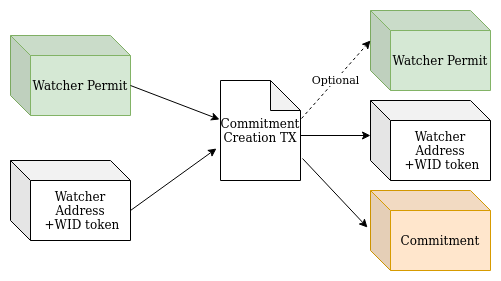 Watcher Permit
Watcher
Address
+WID token
Commitment
Creation TX
Optional
Watcher Permit
Watcher
Address
+WID token
Commitment